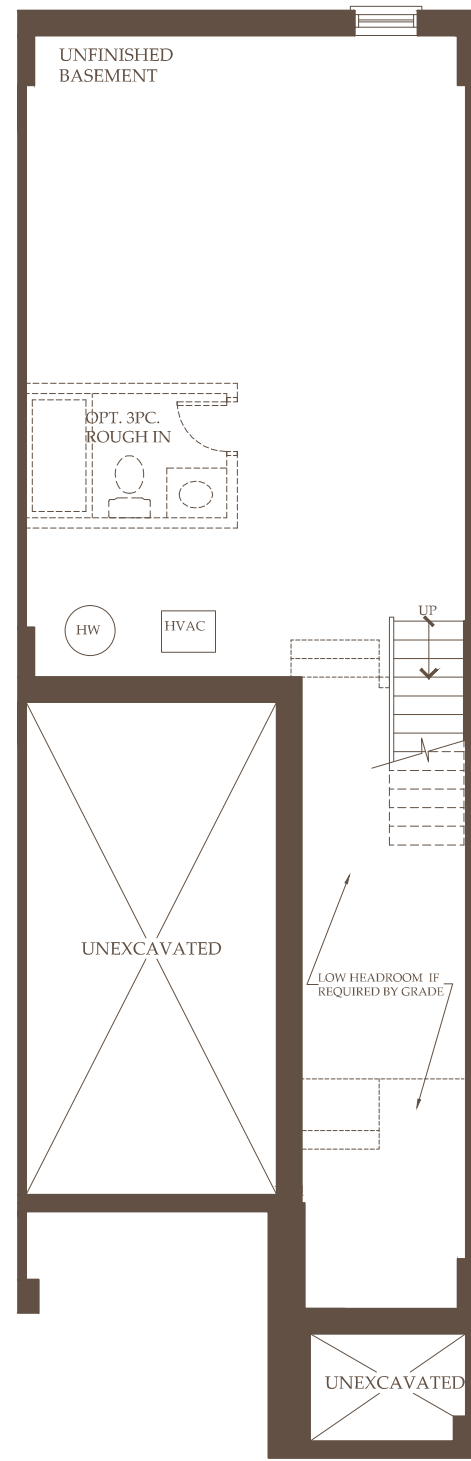 UNFINISHED
BASEMENT
OPT. 3PC.
ROUGH IN
HW
HVAC
UP
UNEXCAVATED
LOW HEADROOM IF
REQUIRED BY GRADE
UNEXCAVATED